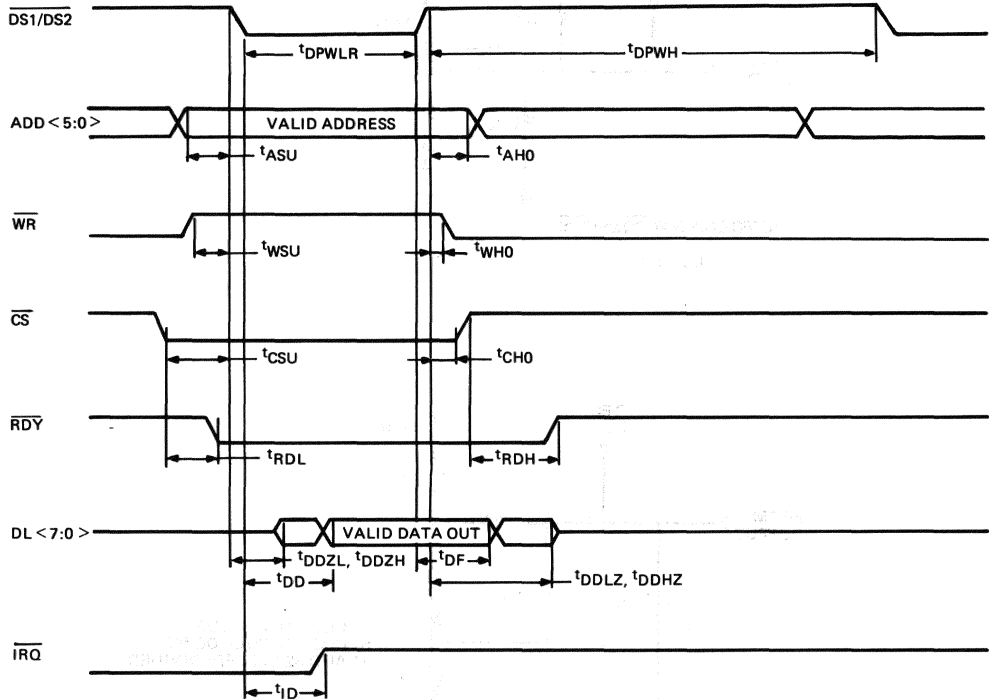 DS1/DS2
tDPWLR
tDPWH
ADD <5:0>
VALID ADDRESS
tASU
tAH0
WR
tWSU
tWH0
CS
tCSU
tCH0
RDY
tRDL
tRDH
DL <7:0>
VALID DATA OUT
tDDZL, tDDZH
tDF
tDD
tDDLZ, tDDHZ
IRQ
tID